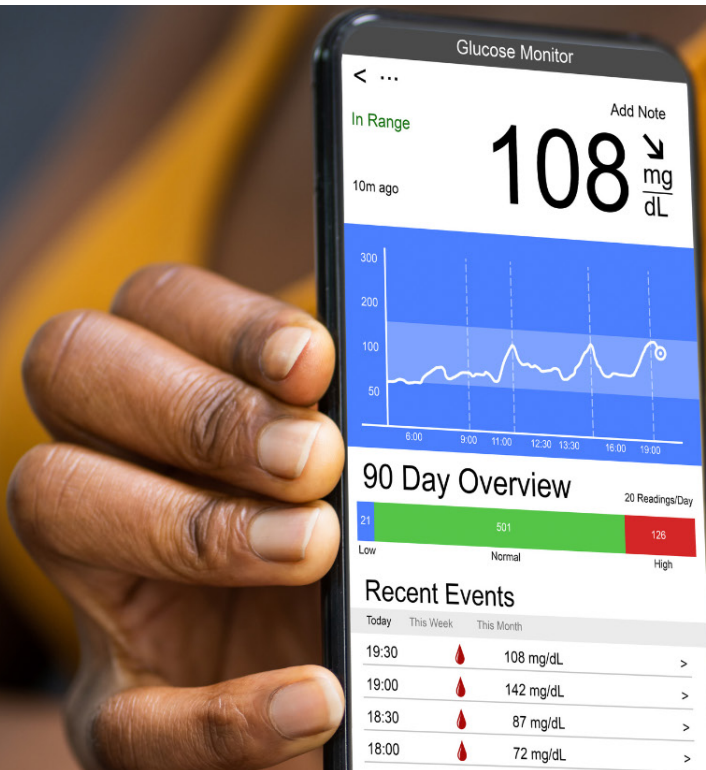 Glucose Monitor
< ...
Add Note
In Range
108 mg/dL
10m ago
300
200
100
50
6:00 9:00 11:00 12:30 13:30 16:00 19:00
90 Day Overview 20 Readings/Day
21 501 126
Low Normal High
Recent Events
Today This Week This Month
19:30 108 mg/dL >
19:00 142 mg/dL >
18:30 87 mg/dL >
18:00 72 mg/dL >